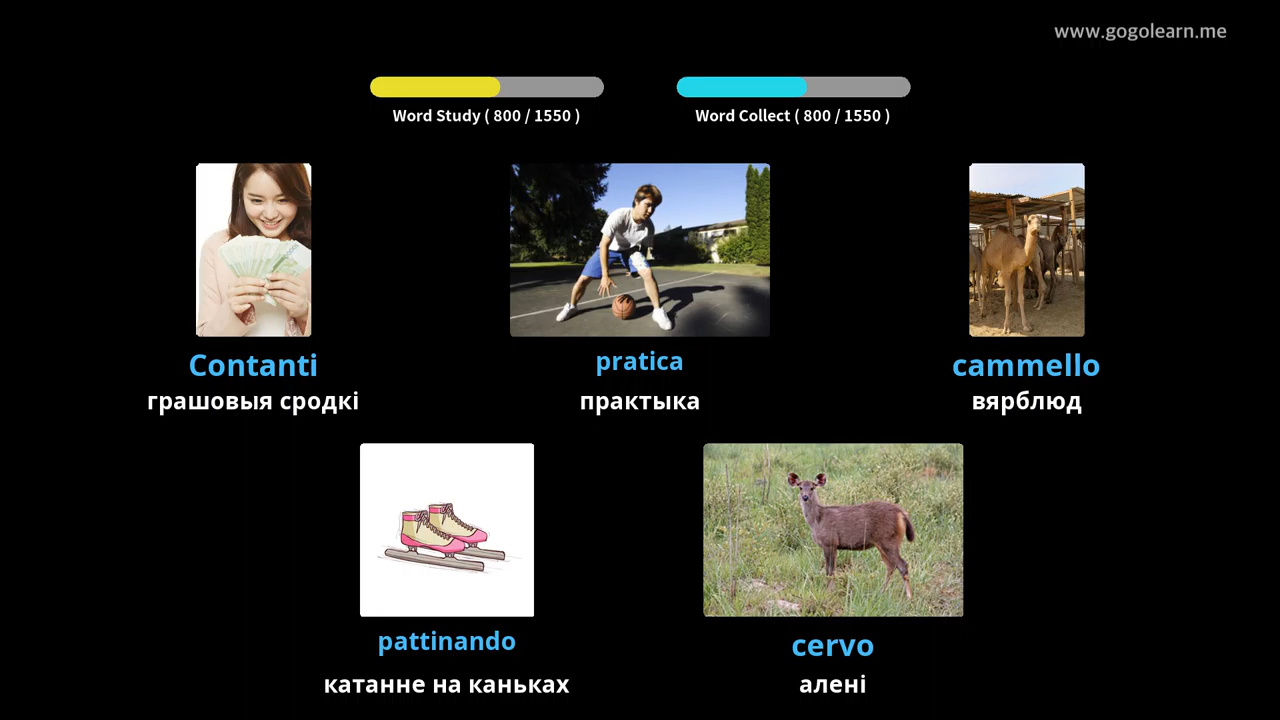 www.gogolearn.me
Word Study ( 800 / 1550 )
Word Collect ( 800 / 1550 )
Contanti
грашовыя сродкі
pratica
практыка
cammello
вярблюд
pattinando
катанне на каньках
cervo
алені